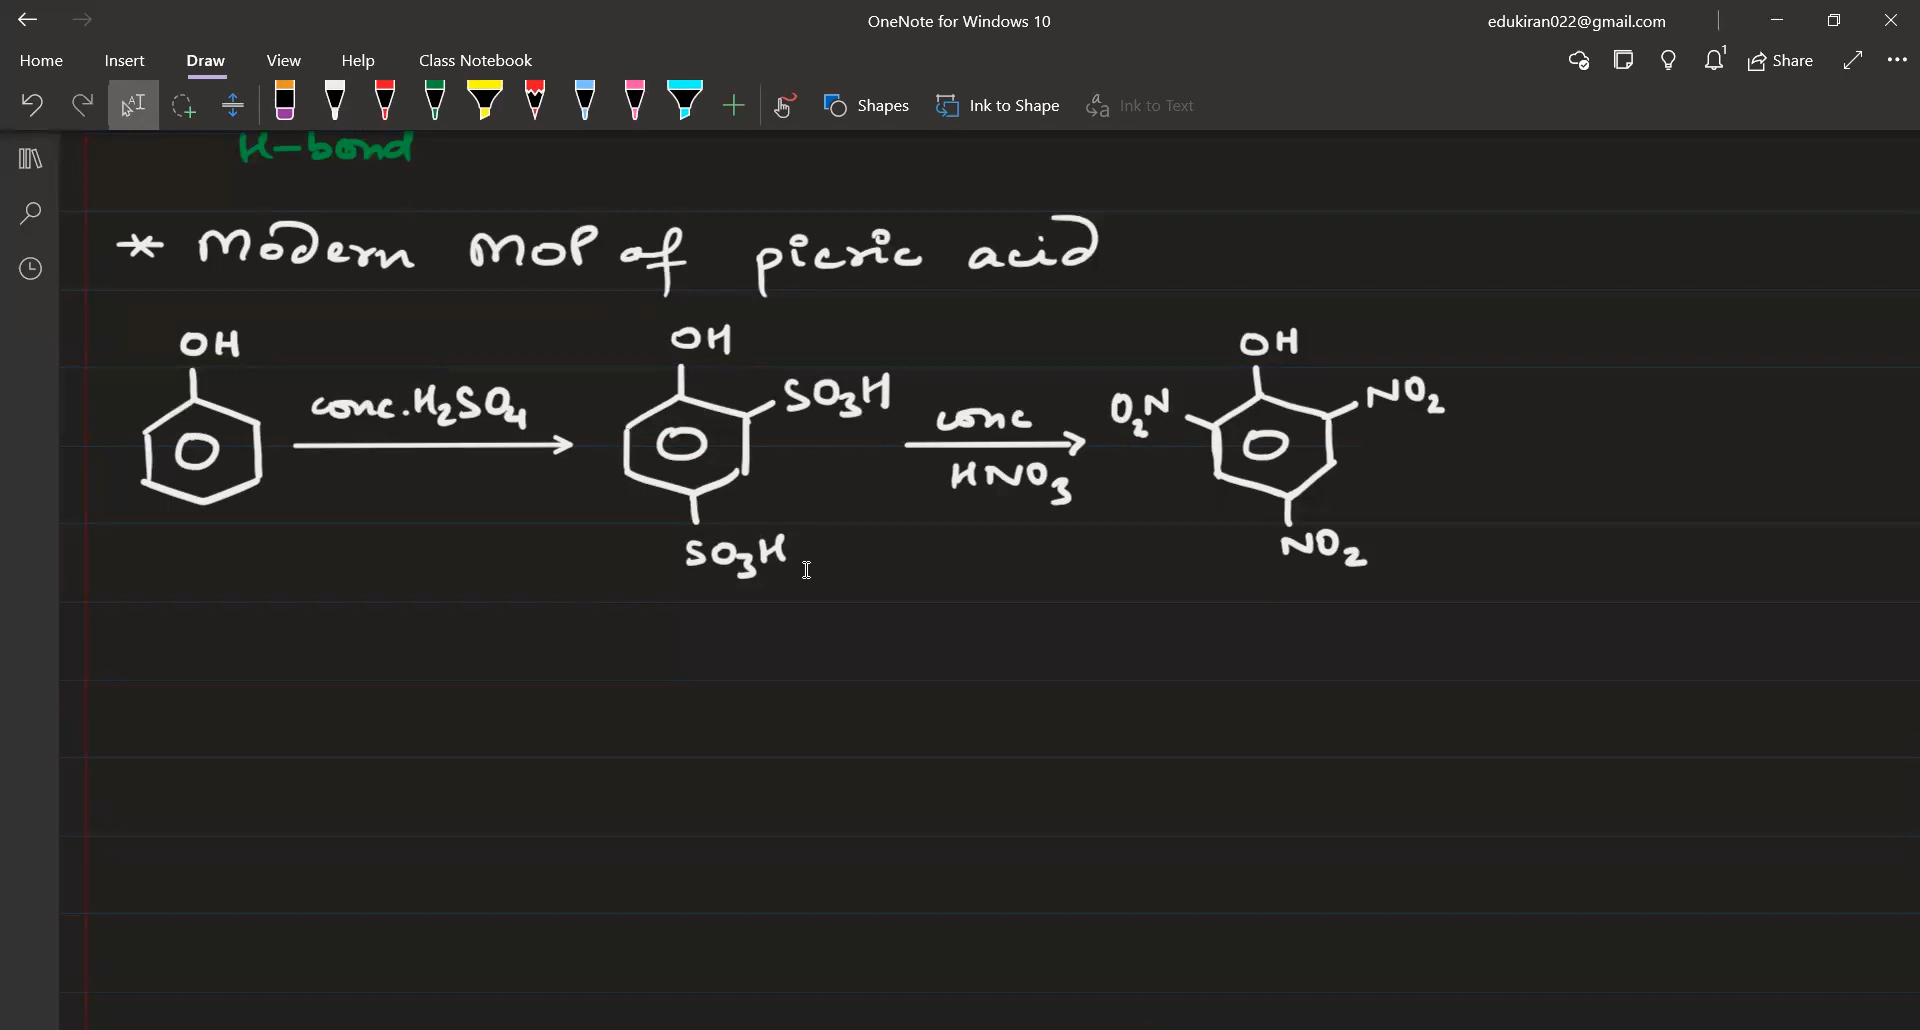 OneNote for Windows 10
edukiran022@gmail.com
Home Insert Draw View Help Class Notebook
1
Share
Shapes Ink to Shape Ink to Text
H-bond
* Modern MOP of picric acid
OH OH OH
conc. H₂SO₄ SO₃H conc O₂N NO₂
HNO₃
SO₃H NO₂